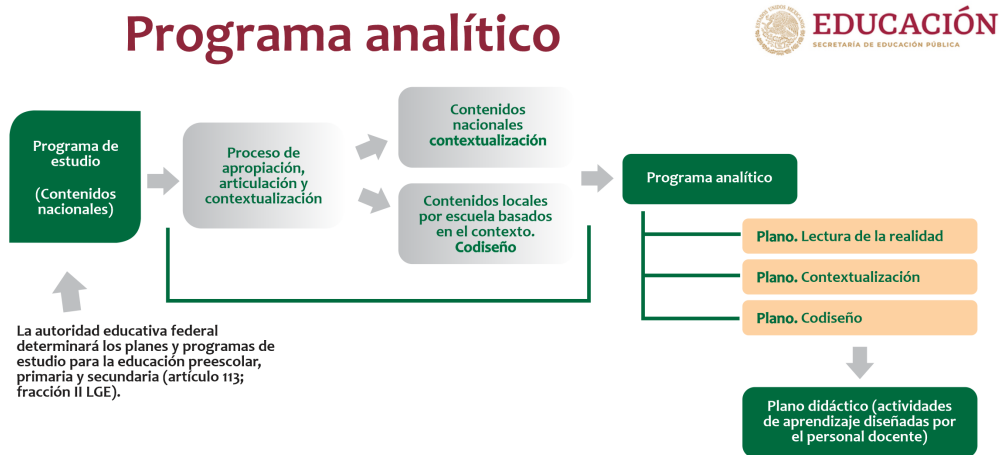 Programa analítico
EDUCACIÓN
SECRETARÍA DE EDUCACIÓN PÚBLICA
Programa de
estudio
(Contenidos
nacionales)
Proceso de
apropiación,
articulación y
contextualización
Contenidos
nacionales
contextualización
Contenidos locales
por escuela basados
en el contexto.
Codiseño
Programa analítico
Plano. Lectura de la realidad
Plano. Contextualización
Plano. Codiseño
La autoridad educativa federal
determinará los planes y programas de
estudio para la educación preescolar,
primaria y secundaria (artículo 113;
fracción II LGE).
Plano didáctico (actividades
de aprendizaje diseñadas por
el personal docente)